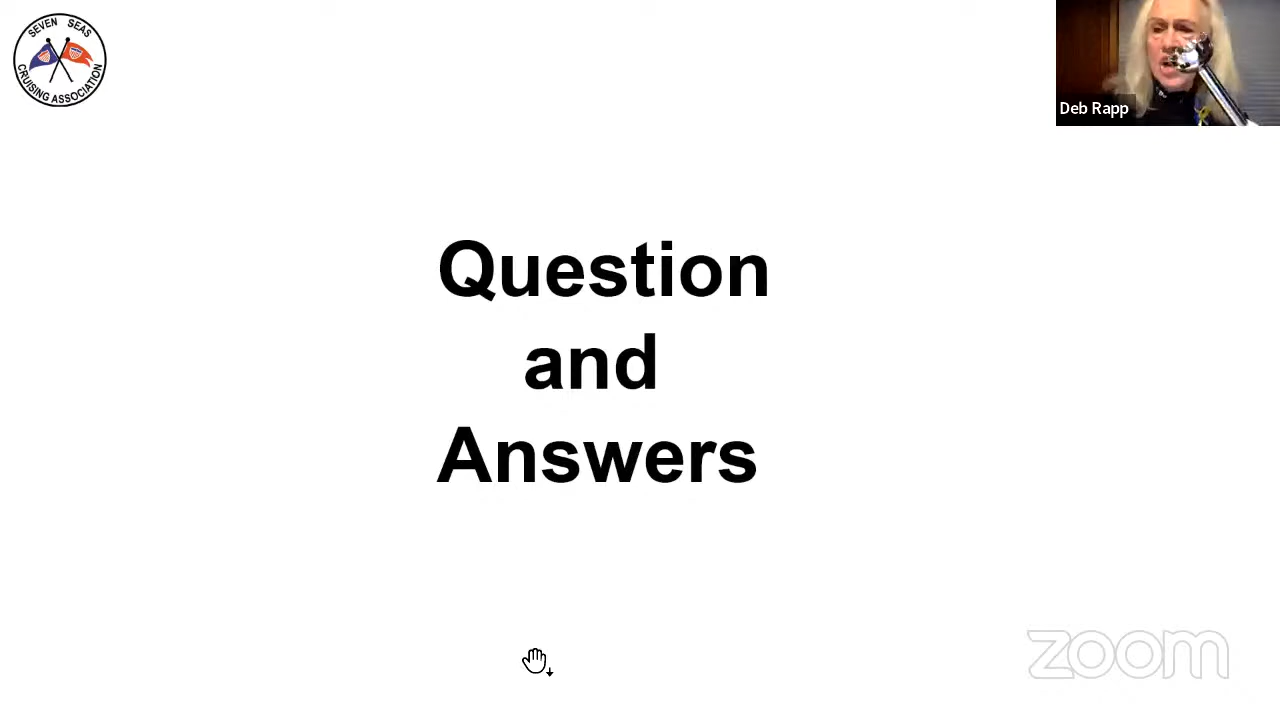 SEVEN SEAS
CRUISING ASSOCIATION
Deb Rapp
Question
and
Answers
zoom